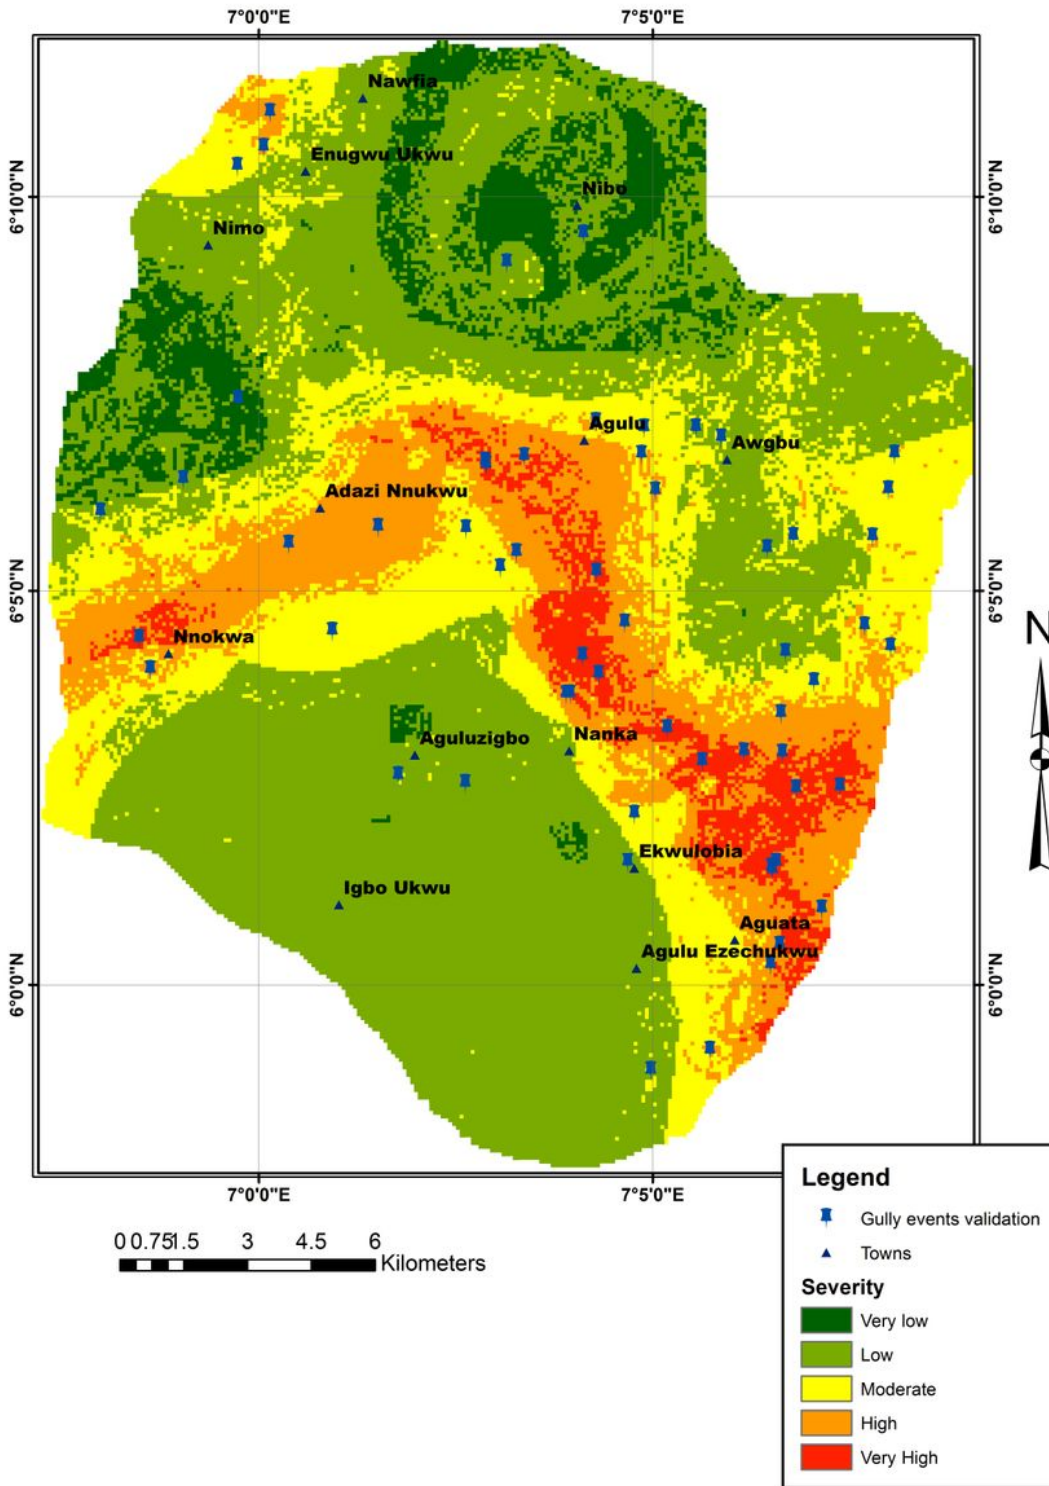 7°0'0"E
7°5'0"E
Nawfia
Enugwu Ukwu
6°10'0"N
6°10'0"N
Nibo
Nimo
Agulu
Awgbu
Adazi Nnukwu
6°5'0"N
6°5'0"N
N
Nnokwa
Nanka
Aguluzigbo
Ekwulobia
Igbo Ukwu
Aguata
Agulu Ezechukwu
6°0'0"N
6°0'0"N
7°0'0"E
7°5'0"E
0 0.75 1.5 3 4.5 6
Kilometers
Legend
Gully events validation
Towns
Severity
Very low
Low
Moderate
High
Very High